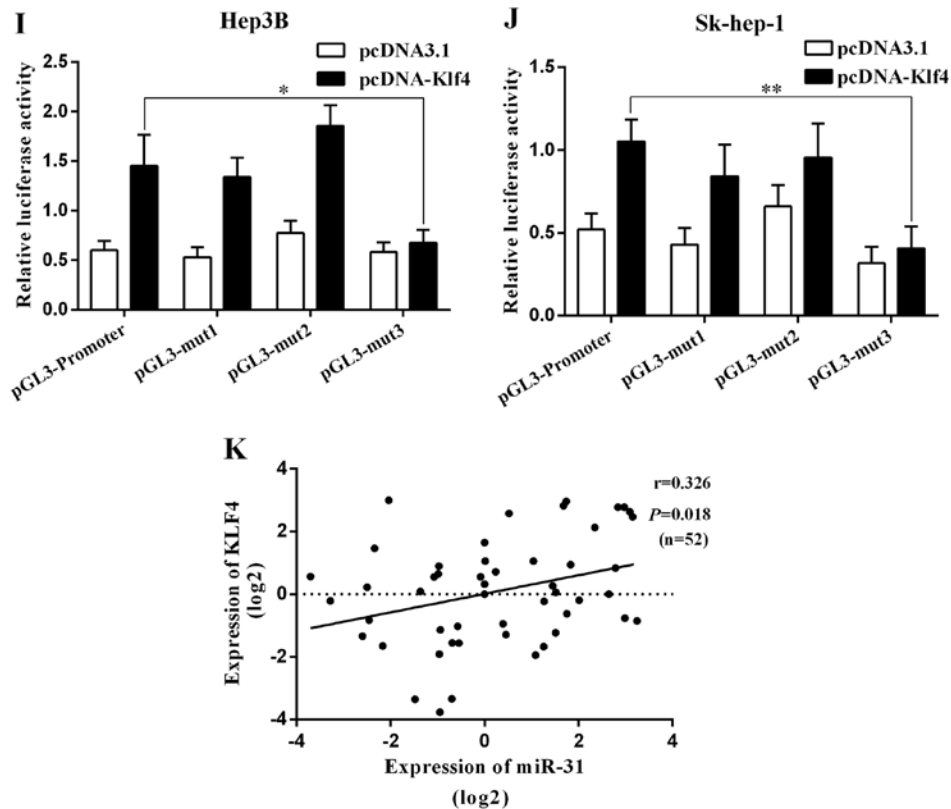 I
Hep3B
pcDNA3.1
pcDNA-Klf4
*
Relative luciferase activity
2.5
2.0
1.5
1.0
0.5
0.0
pGL3-Promoter
pGL3-mut1
pGL3-mut2
pGL3-mut3
J
Sk-hep-1
pcDNA3.1
pcDNA-Klf4
**
Relative luciferase activity
1.5
1.0
0.5
0.0
pGL3-Promoter
pGL3-mut1
pGL3-mut2
pGL3-mut3
K
r=0.326
P=0.018
(n=52)
Expression of KLF4
(log2)
4
2
0
-2
-4
-4
-2
0
2
4
Expression of miR-31
(log2)